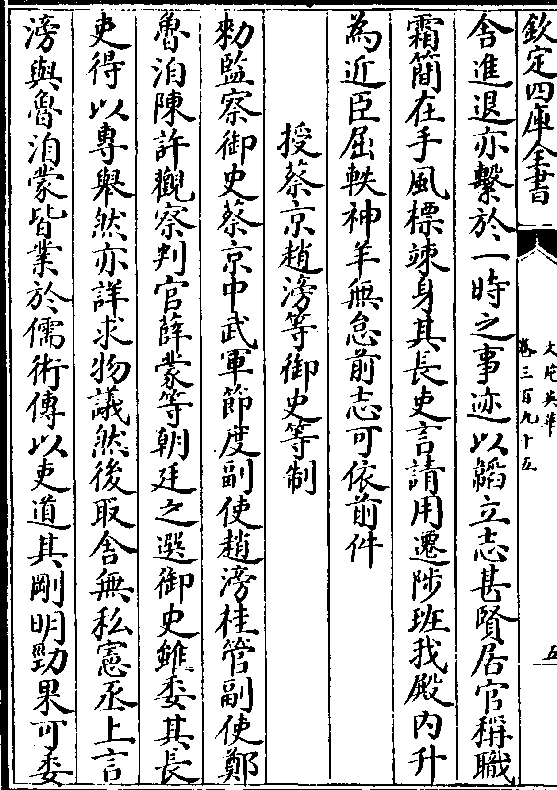 欽定四庫全書
文苑英華
卷三百九十五
五
舍進退亦繫於一時之事迹以韜立志甚賢居官稱職
霜簡在手風標竦身其長吏言請用遷陟班我殿内升
為近臣屈軼神羊無怠前志可依前件
授蔡京趙滂等御史等制
勅監察御史蔡京中武軍節度副使趙滂桂管副使鄭
魯洎陳許觀察判官薛蒙等朝廷之選御史雖委其長
吏得以專舉然亦詳求物議然後取舍無私憲丞上言
滂與魯洎蒙皆業於儒術傳以吏道其剛明勁果可委